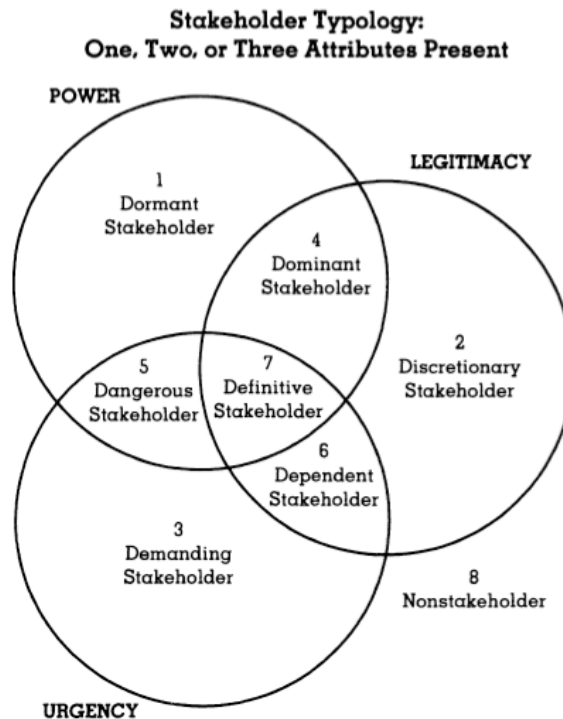 Stakeholder Typology:
One, Two, or Three Attributes Present
POWER
LEGITIMACY
1
Dormant
Stakeholder
4
Dominant
Stakeholder
2
Discretionary
Stakeholder
5
Dangerous
Stakeholder
7
Definitive
Stakeholder
6
Dependent
Stakeholder
3
Demanding
Stakeholder
8
Nonstakeholder
URGENCY